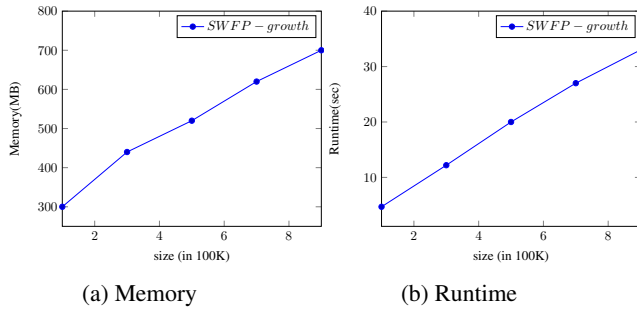 800
700
600
500
400
300
Memory(MB)
2 4 6 8
size (in 100K)
SWFP − growth
(a) Memory
40
30
20
10
Runtime(sec)
2 4 6 8
size (in 100K)
SWFP − growth
(b) Runtime